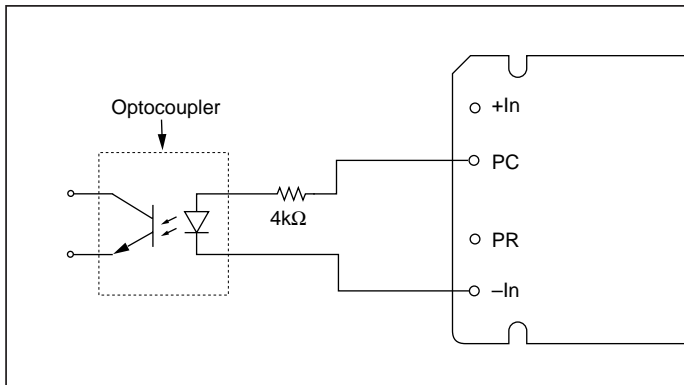 Optocoupler
4kΩ
+In
PC
PR
–In